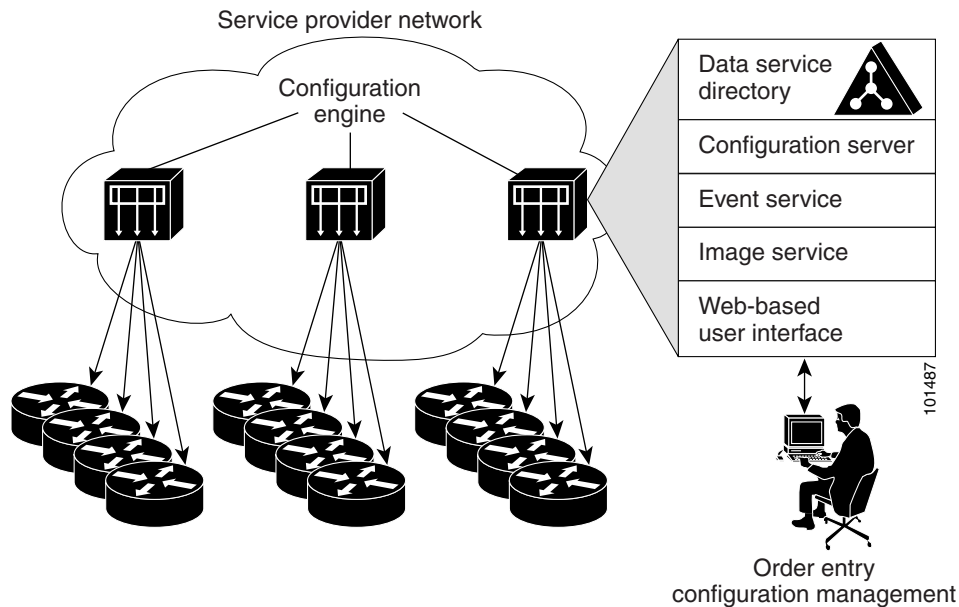 Service provider network
Configuration
engine
Data service
directory
Configuration server
Event service
Image service
Web-based
user interface
101487
Order entry
configuration management